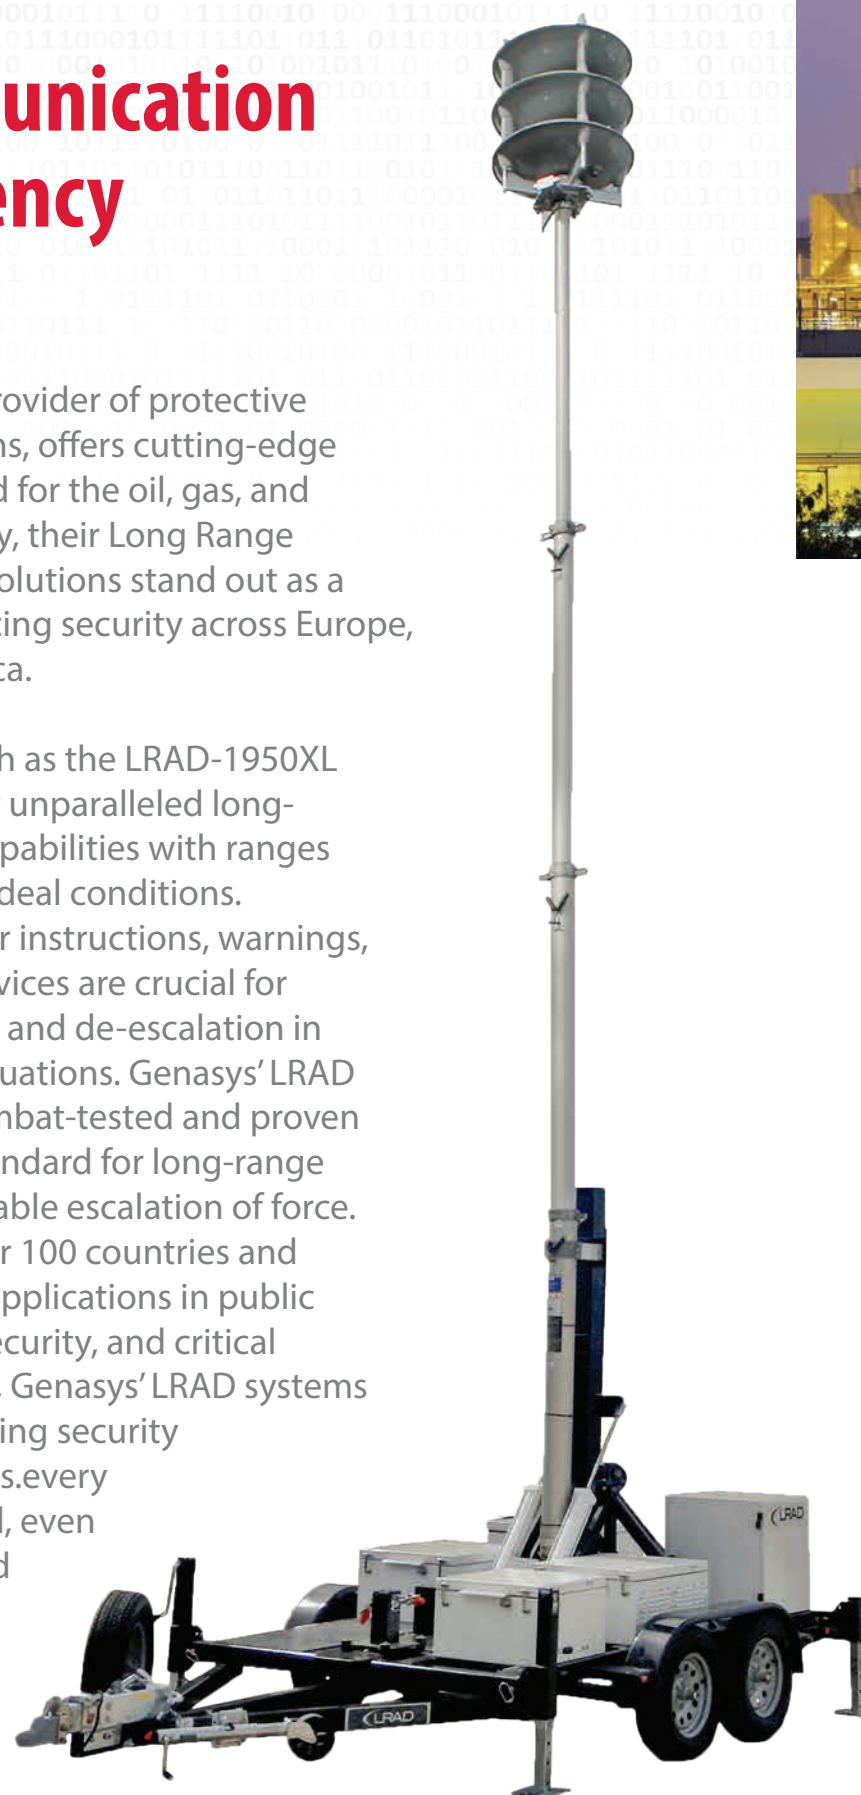 unication
ency
rovider of protective
ns, offers cutting-edge
d for the oil, gas, and
y, their Long Range
olutions stand out as a
cing security across Europe,
ca.
h as the LRAD-1950XL
r unparalleled long-
pabilities with ranges
deal conditions.
r instructions, warnings,
vices are crucial for
and de-escalation in
uations. Genasys’ LRAD
mbat-tested and proven
andard for long-range
able escalation of force.
r 100 countries and
applications in public
ecurity, and critical
, Genasys’ LRAD systems
ing security
s.every
d, even
d
LRAD
LRAD